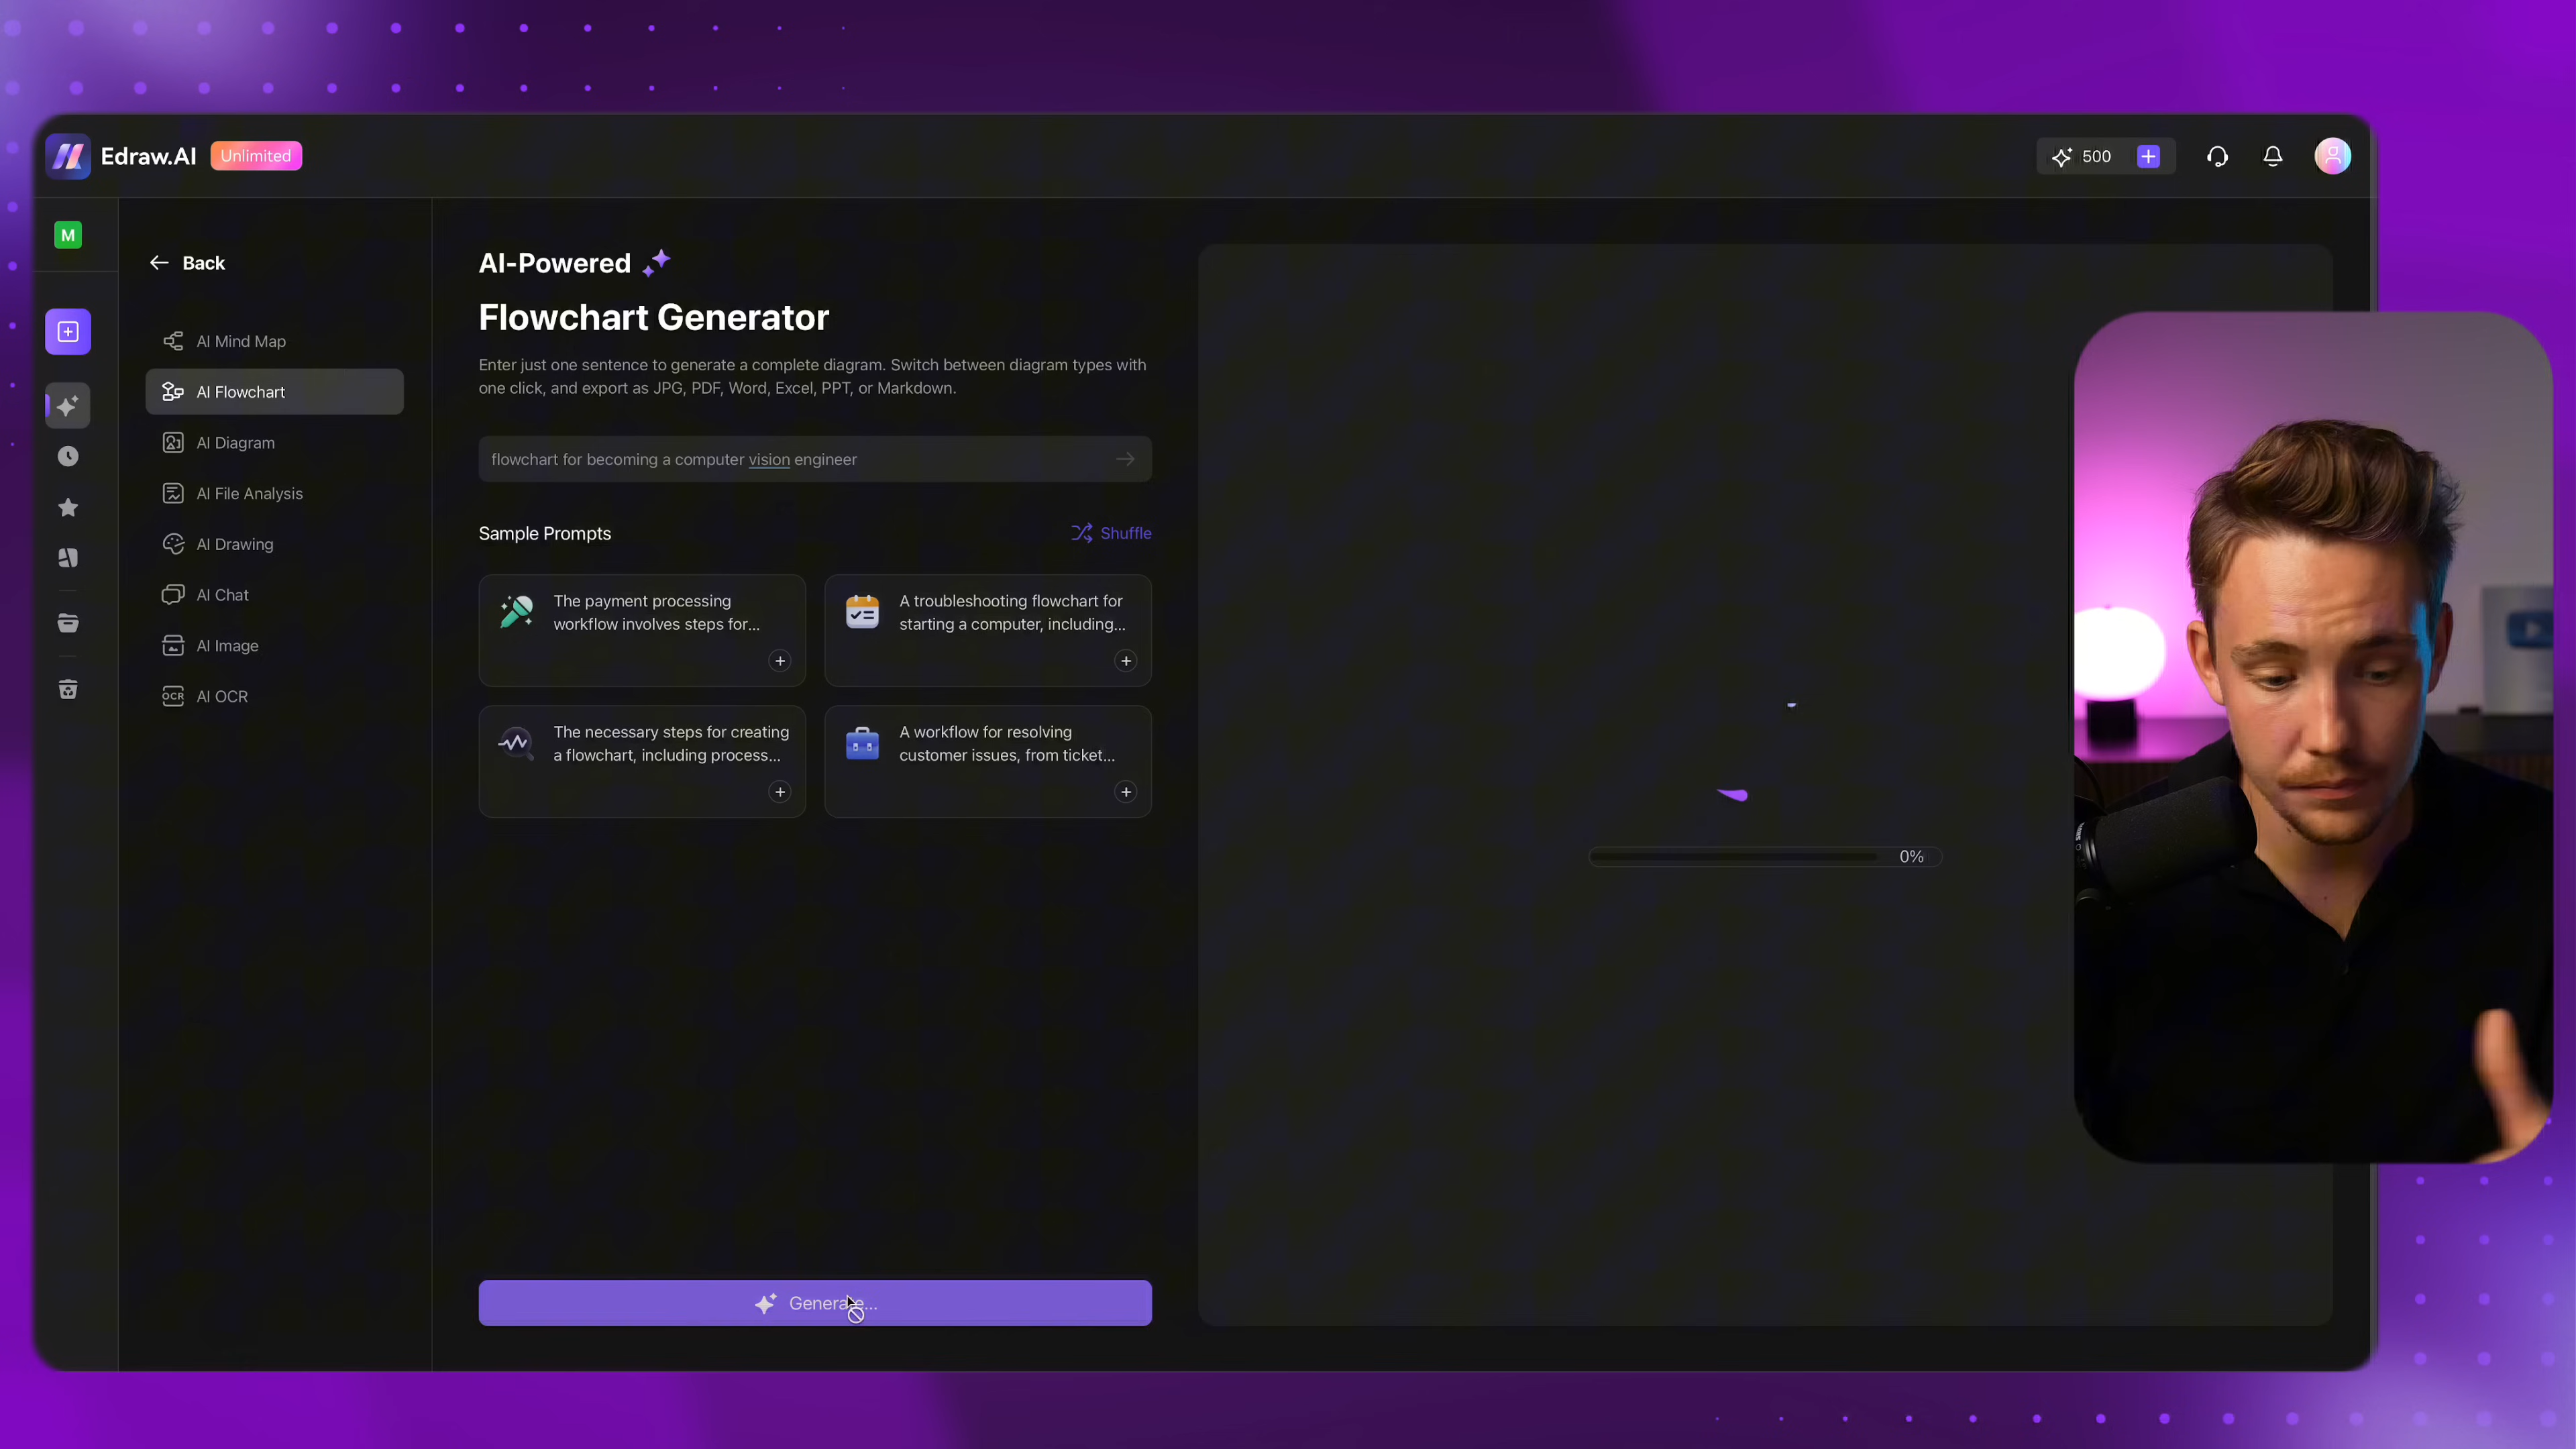 Edraw.AI Unlimited
500
M
Back
AI Mind Map
AI Flowchart
AI Diagram
AI File Analysis
AI Drawing
AI Chat
AI Image
OCR AI OCR
AI-Powered
Flowchart Generator
Enter just one sentence to generate a complete diagram. Switch between diagram types with
one click, and export as JPG, PDF, Word, Excel, PPT, or Markdown.
flowchart for becoming a computer vision engineer
Sample Prompts
Shuffle
The payment processing
workflow involves steps for...
A troubleshooting flowchart for
starting a computer, including...
The necessary steps for creating
a flowchart, including process...
A workflow for resolving
customer issues, from ticket...
Generate...
0%